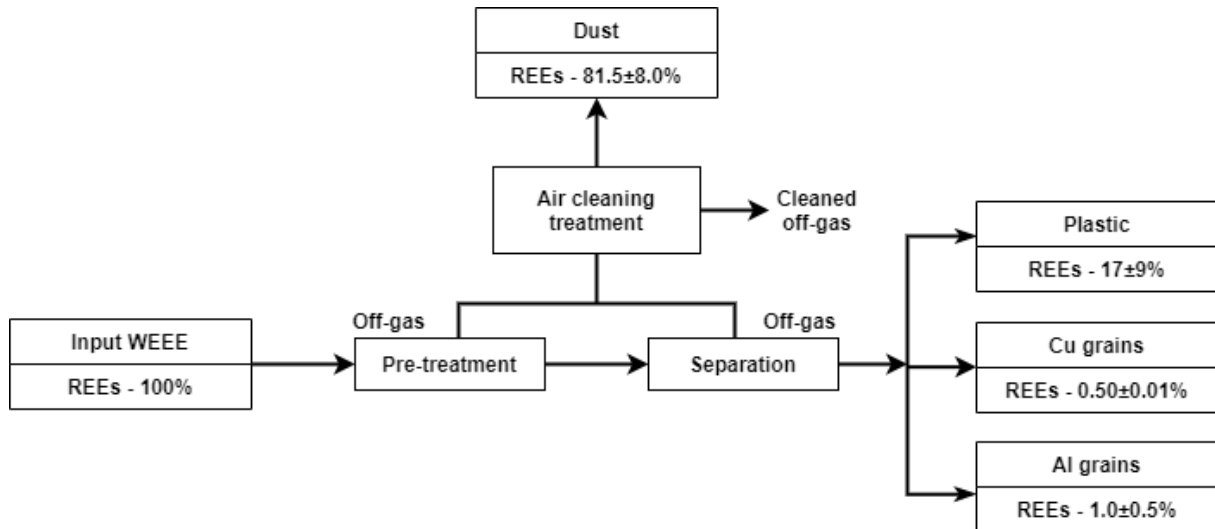 Dust
REEs - 81.5±8.0%
Air cleaning
treatment
Cleaned
off-gas
Plastic
REEs - 17±9%
Off-gas
Off-gas
Input WEEE
REEs - 100%
Pre-treatment
Separation
Cu grains
REEs - 0.50±0.01%
Al grains
REEs - 1.0±0.5%